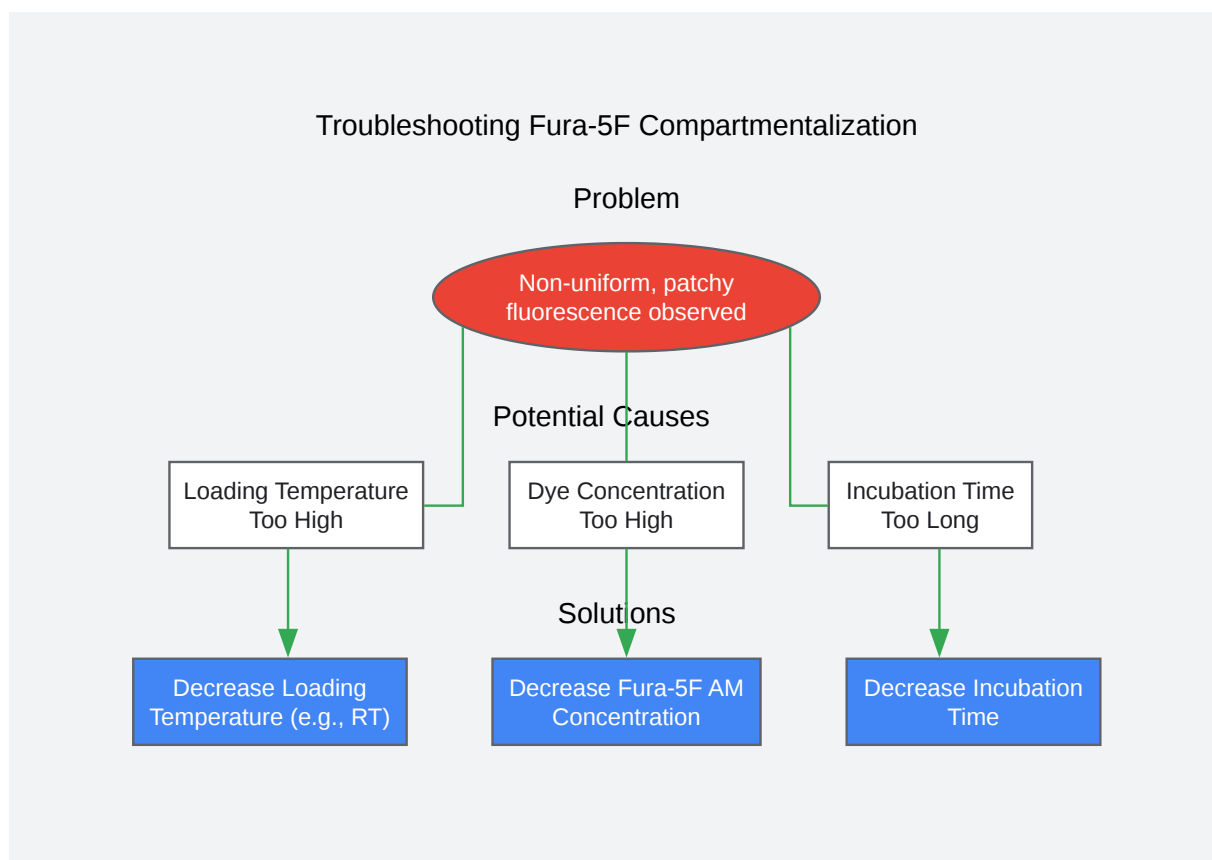 Troubleshooting Fura-5F Compartmentalization
Problem
Non-uniform, patchy
fluorescence observed
Potential Causes
Loading Temperature
Too High
Dye Concentration
Too High
Incubation Time
Too Long
Solutions
Decrease Loading
Temperature (e.g., RT)
Decrease Fura-5F AM
Concentration
Decrease Incubation
Time